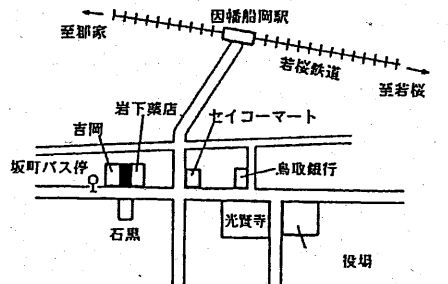 因幡船岡駅
至郡家
若桜鉄道
至若桜
岩下薬店
セイコーマート
吉岡
坂町バス停
鳥取銀行
石黒
光賢寺
役場